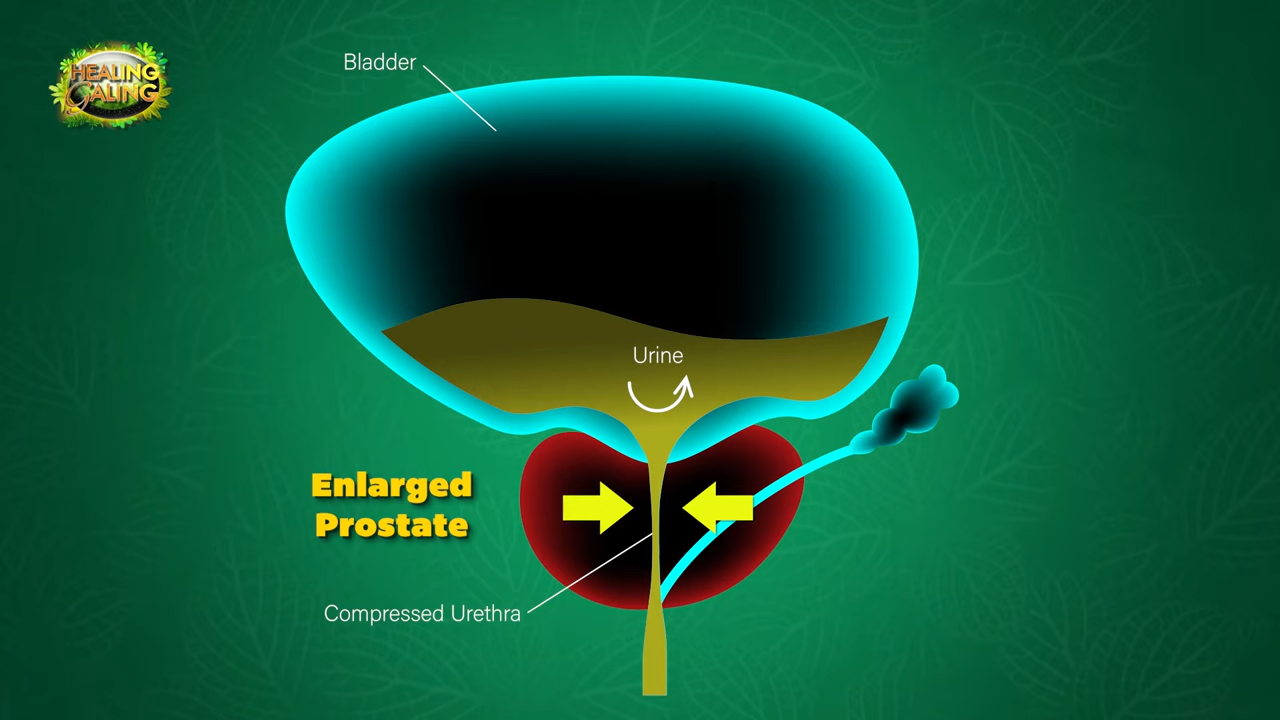 HEALING
GALING
Bladder
Urine
Enlarged
Prostate
Compressed Urethra